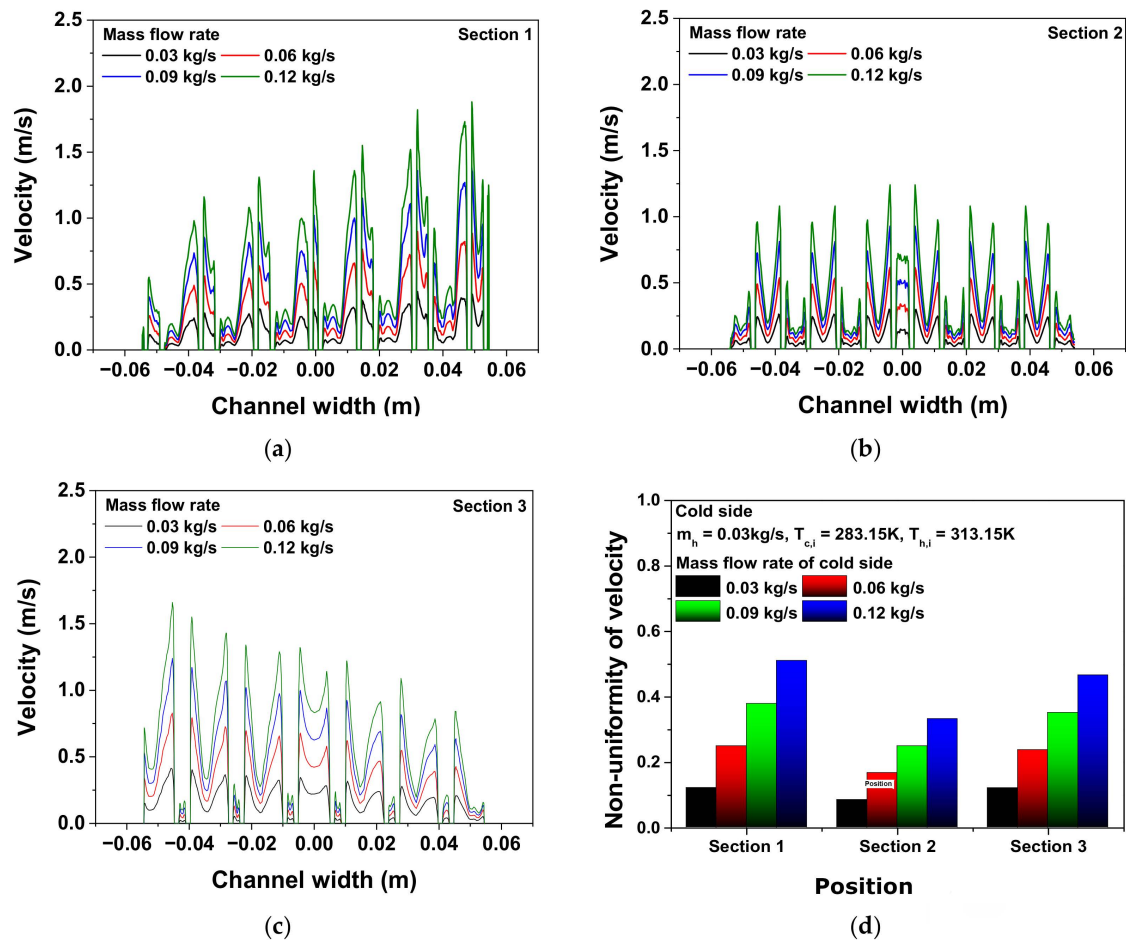 2.5
2.0
1.5
1.0
0.5
0.0
Velocity (m/s)
Mass flow rate
Section 1
0.03 kg/s
0.06 kg/s
0.09 kg/s
0.12 kg/s
−0.06 −0.04 −0.02 0.00 0.02 0.04 0.06
Channel width (m)
(a)
2.5
2.0
1.5
1.0
0.5
0.0
Velocity (m/s)
Mass flow rate
Section 2
0.03 kg/s
0.06 kg/s
0.09 kg/s
0.12 kg/s
−0.06 −0.04 −0.02 0.00 0.02 0.04 0.06
Channel width (m)
(b)
2.5
2.0
1.5
1.0
0.5
0.0
Velocity (m/s)
Mass flow rate
Section 3
0.03 kg/s
0.06 kg/s
0.09 kg/s
0.12 kg/s
−0.06 −0.04 −0.02 0.00 0.02 0.04 0.06
Channel width (m)
(c)
1.0
0.8
0.6
0.4
0.2
0.0
Non-uniformity of velocity
Cold side
m_h = 0.03kg/s, T_c,i = 283.15K, T_h,i = 313.15K
Mass flow rate of cold side
0.03 kg/s
0.06 kg/s
0.09 kg/s
0.12 kg/s
Position
Section 1 Section 2 Section 3
Position
(d)